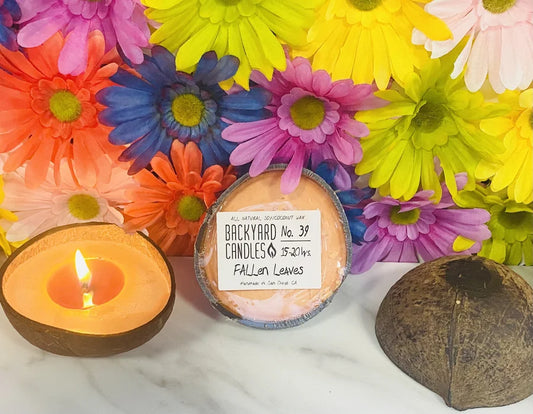 ALL NATURAL SOY/COCONUT WAX
BACKYARD No. 39
CANDLES 15-20 Hrs.
FALLen LeAVES
Handmade in San Diego CA